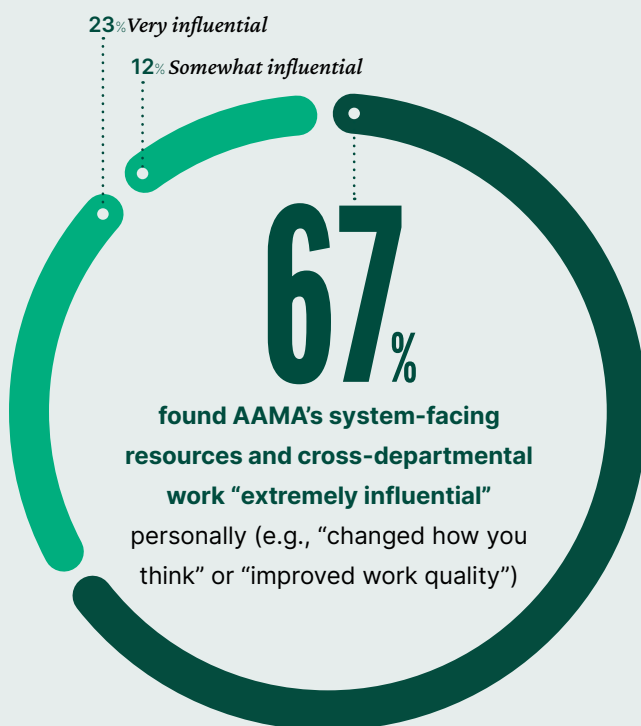 23% Very influential
12% Somewhat influential
67%
found AAMA’s system-facing
resources and cross-departmental
work “extremely influential”
personally (e.g., “changed how you
think” or “improved work quality”)